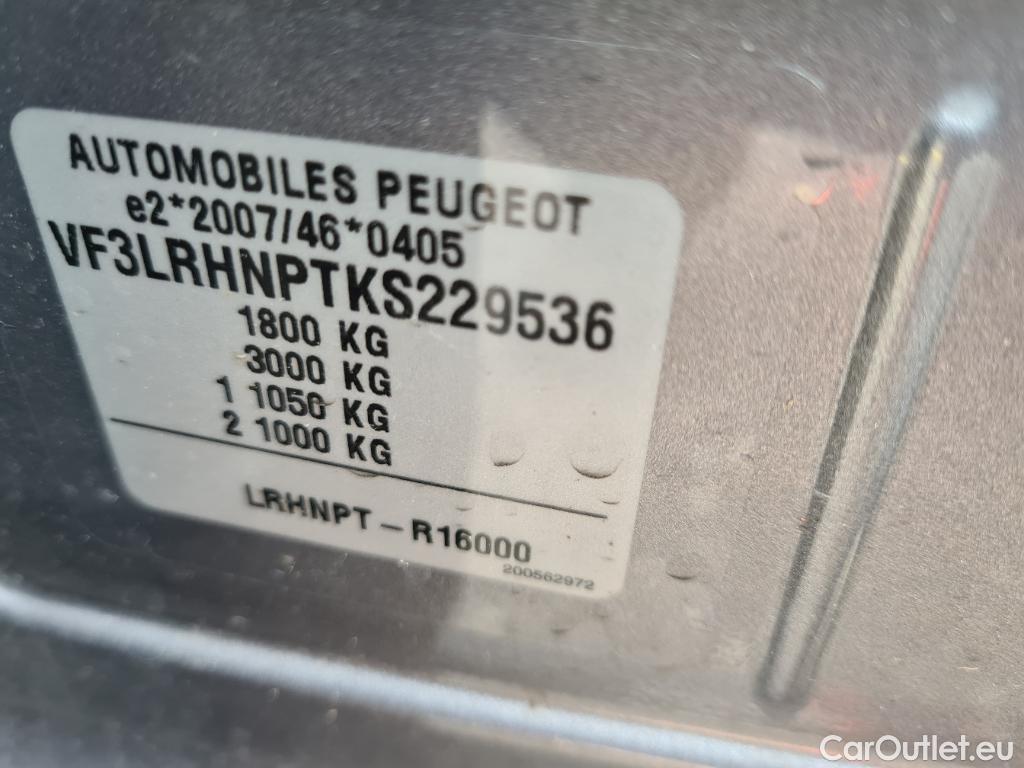 AUTOMOBILES PEUGEOT
e2*2007/46*0405
VF3LRHNPTKS229536
1800 KG
3000 KG
1 1050 KG
2 1000 KG
LRHNPT - R16000
200562972
CarOutlet.eu